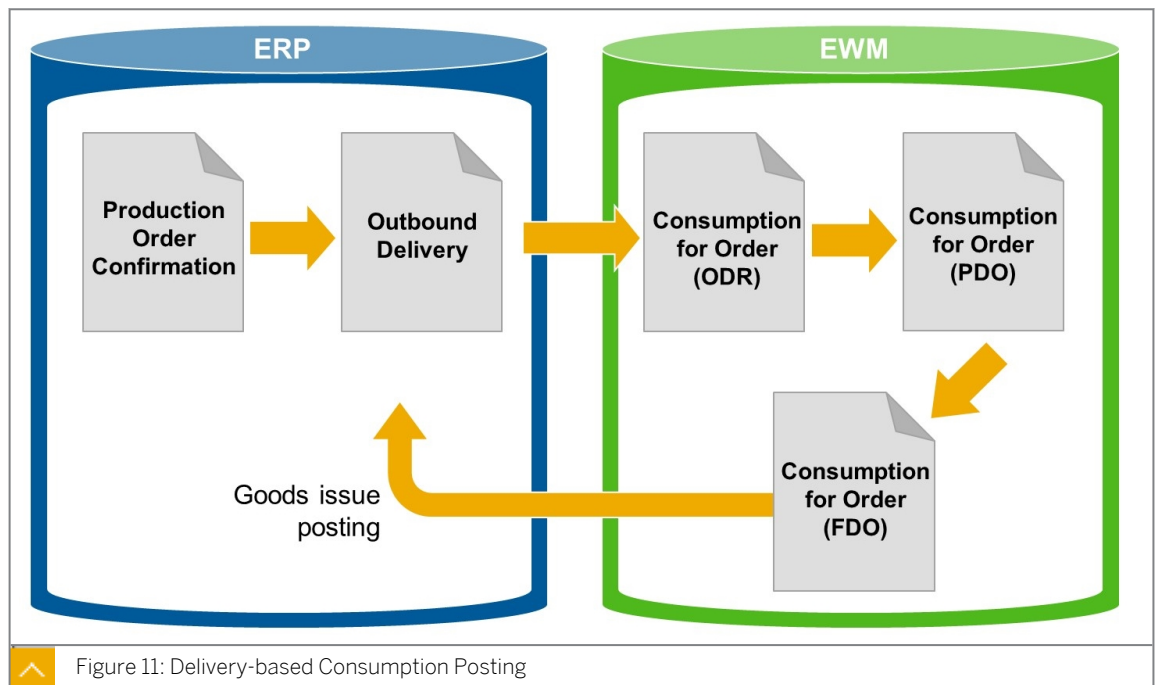 ERP
EWM
Production
Order
Confirmation
Outbound
Delivery
Consumption
for Order
(ODR)
Consumption
for Order
(PDO)
Consumption
for Order
(FDO)
Goods issue
posting
Figure 11: Delivery-based Consumption Posting